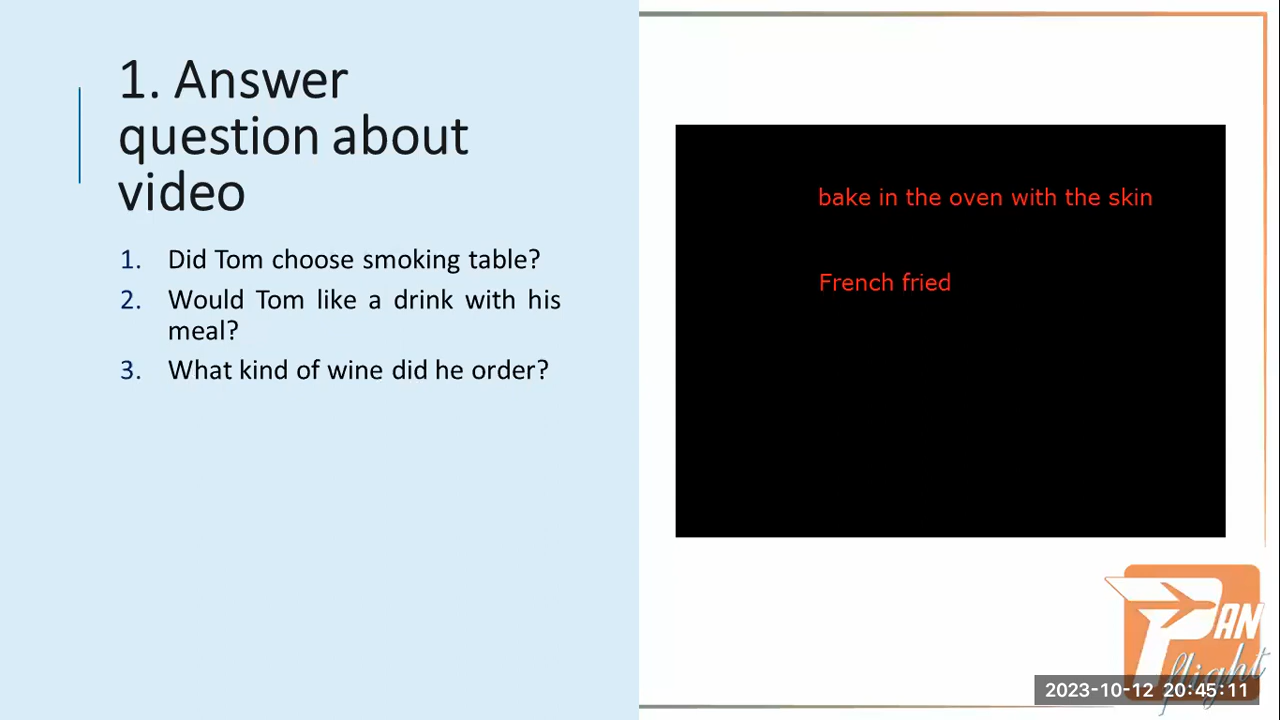 1. Answer
question about
video
1. Did Tom choose smoking table?
2. Would Tom like a drink with his
meal?
3. What kind of wine did he order?
bake in the oven with the skin
French fried
PAN
flight
2023-10-12 20:45:11